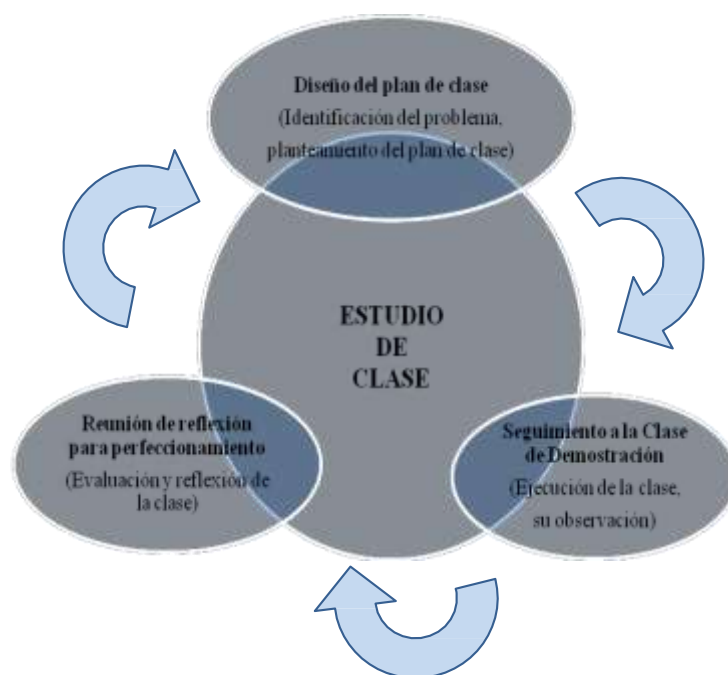 Diseño del plan de clase
(Identificación del problema,
planteamiento del plan de clase)
ESTUDIO
DE
CLASE
Reunión de reflexión
para perfeccionamiento
(Evaluación y reflexión de
la clase)
Seguimiento a la Clase
de Demostración
(Ejecución de la clase,
su observación)